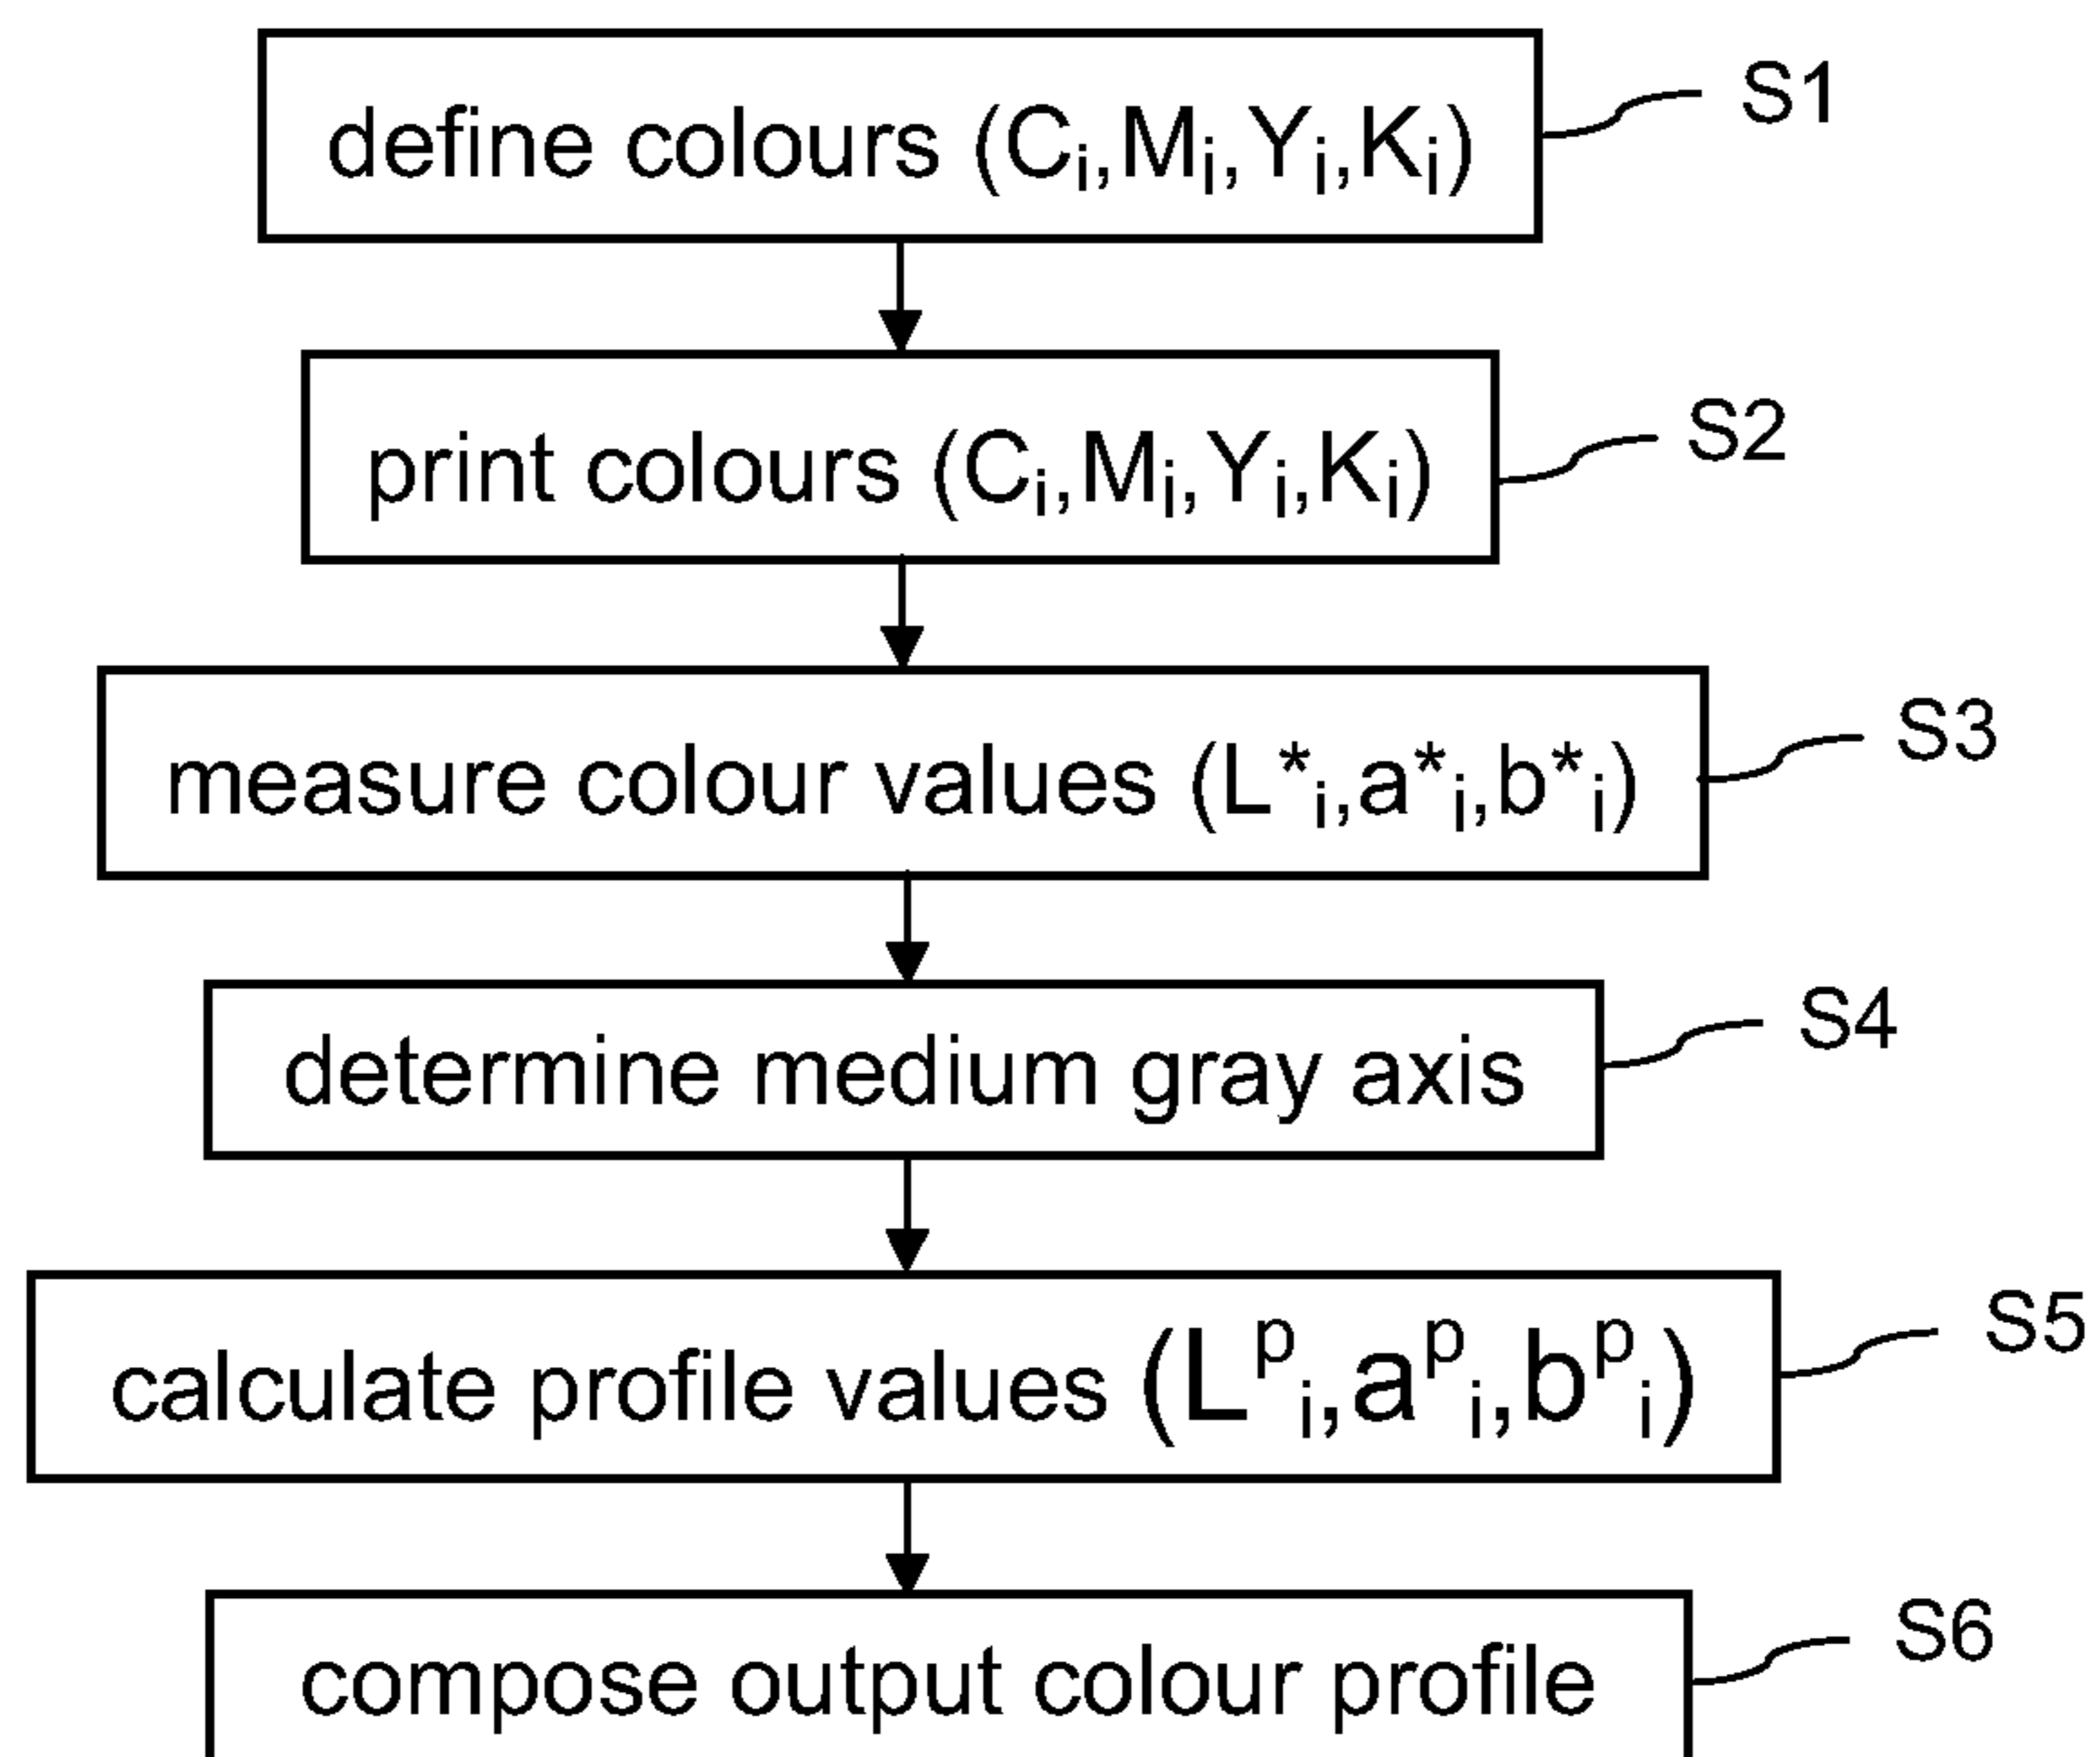 define colours (Cᵢ,Mᵢ,Yᵢ,Kᵢ) S1
print colours (Cᵢ,Mᵢ,Yᵢ,Kᵢ) S2
measure colour values (L*ᵢ,a*ᵢ,b*ᵢ) S3
determine medium gray axis S4
calculate profile values (Lᵖᵢ,aᵖᵢ,bᵖᵢ) S5
compose output colour profile S6